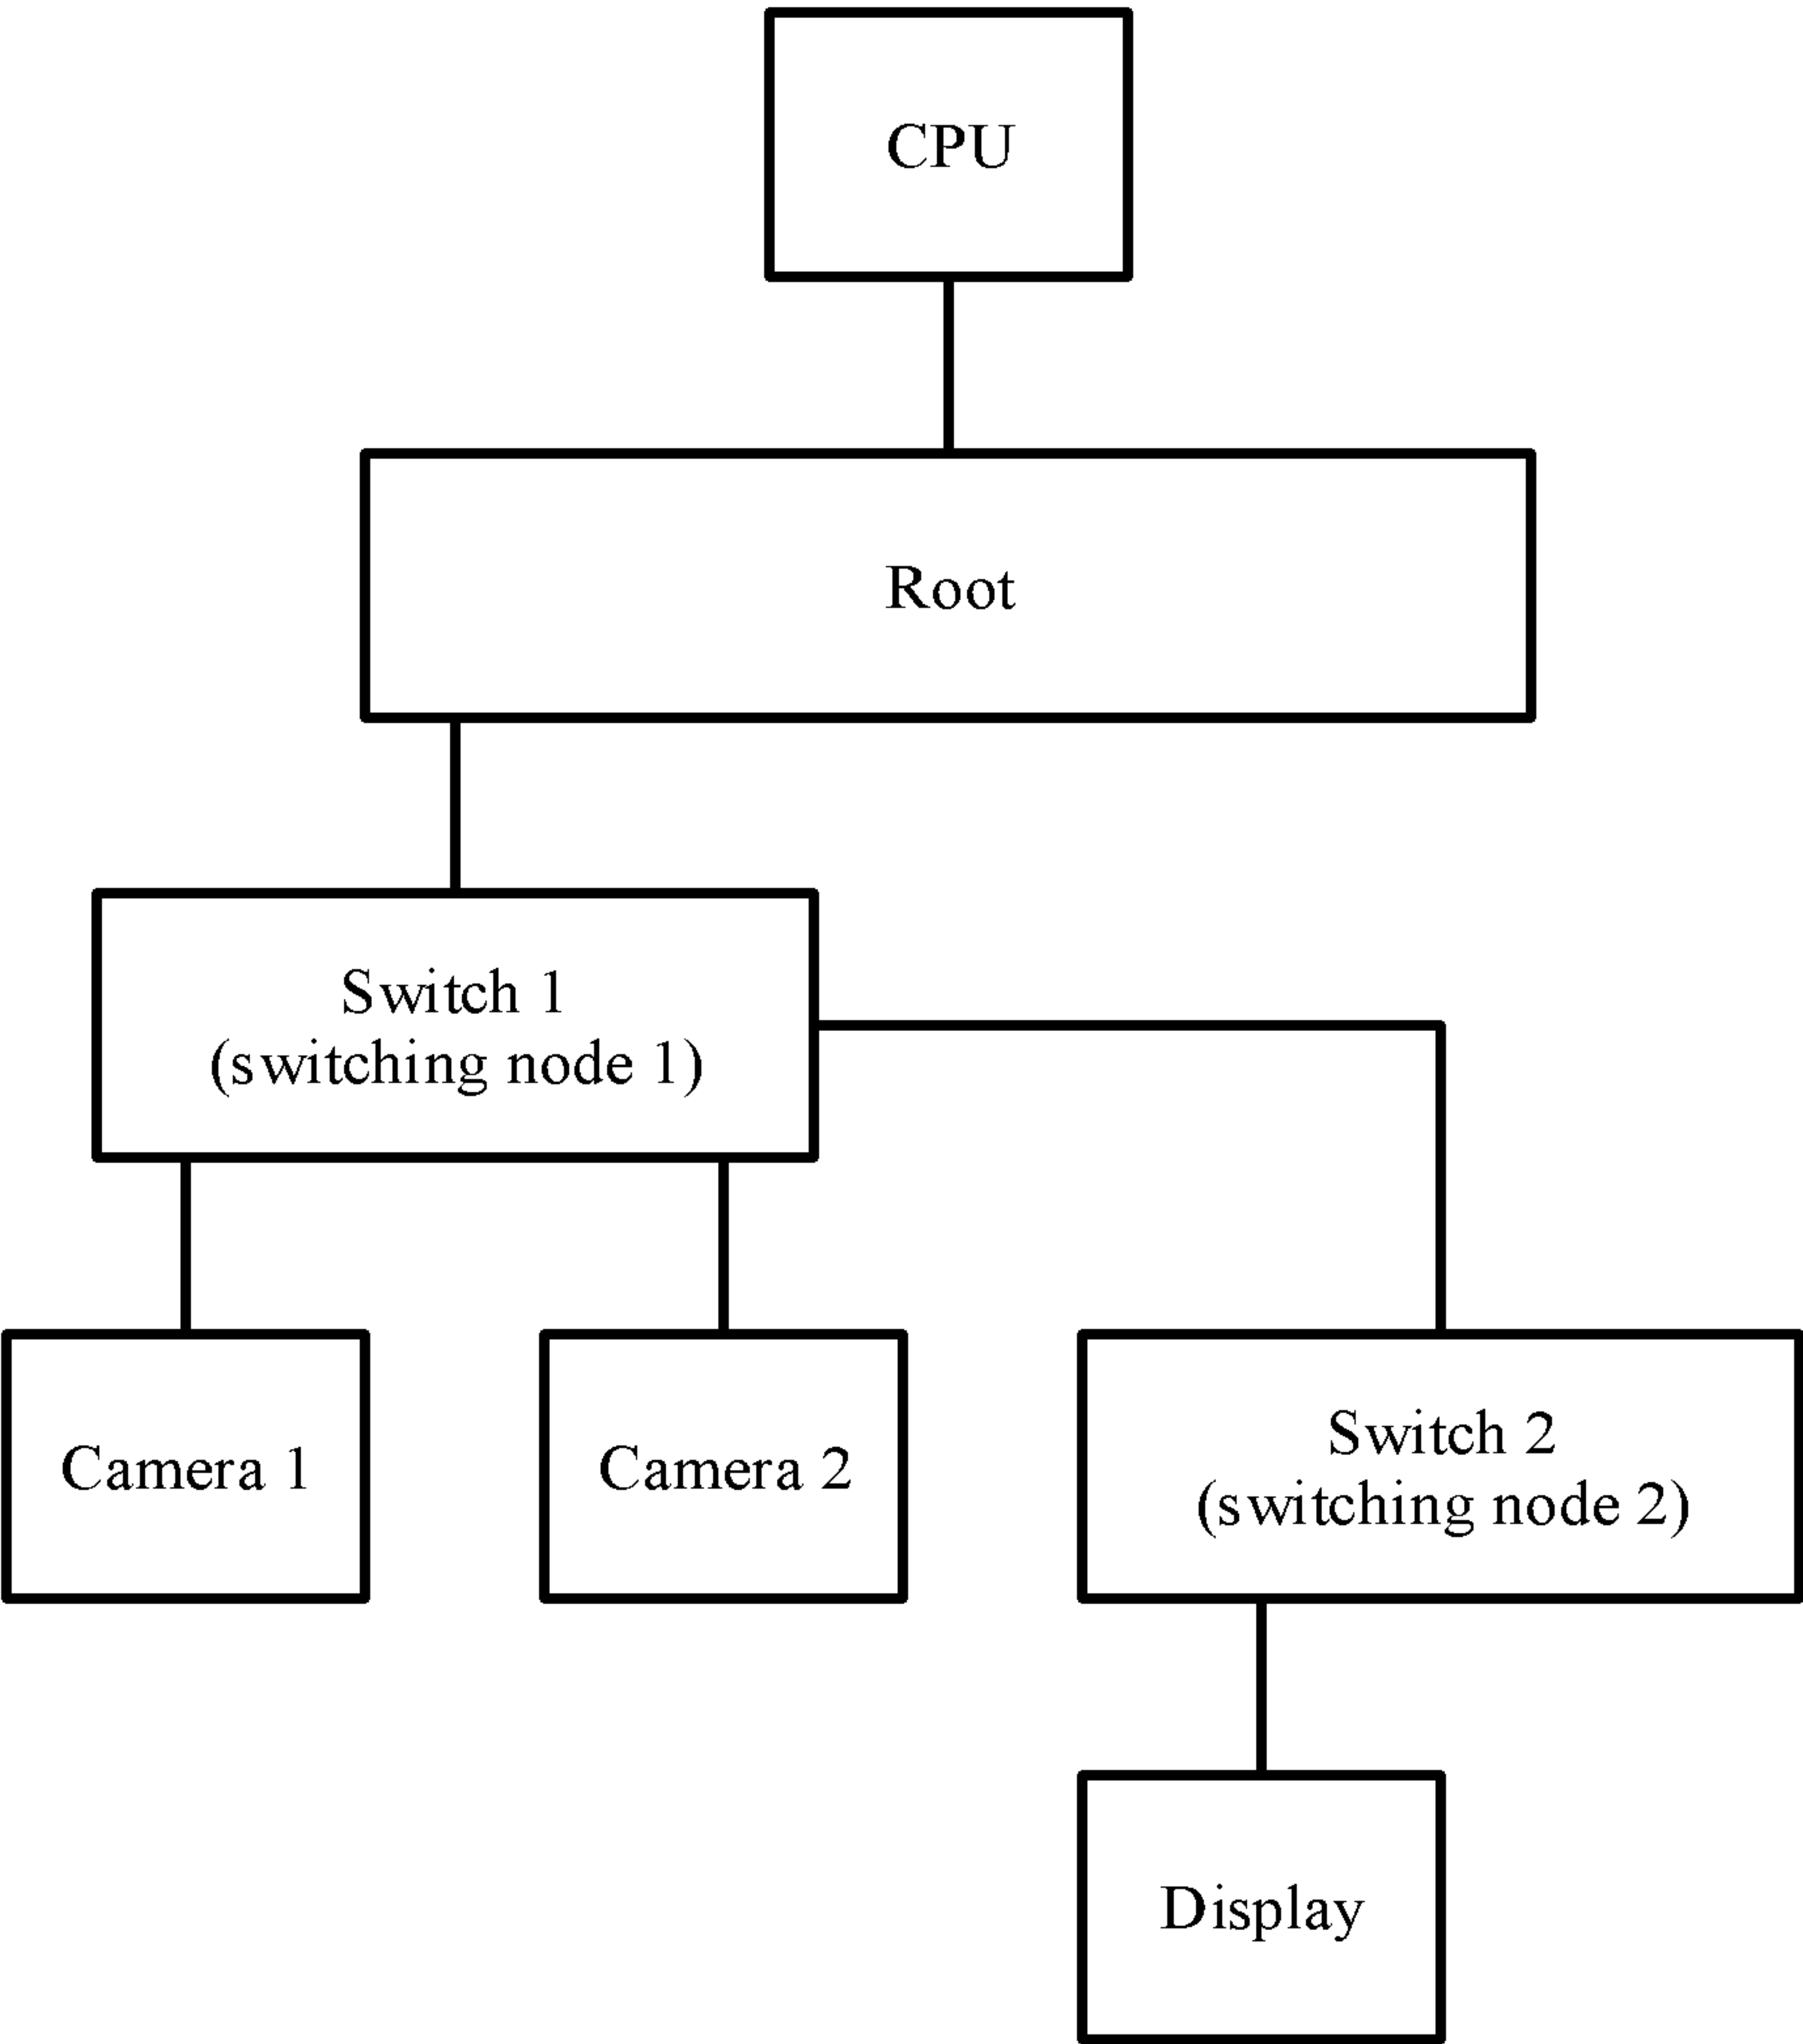 CPU
Root
Switch 1
(switching node 1)
Camera 1
Camera 2
Switch 2
(switching node 2)
Display